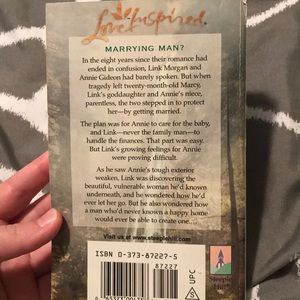 Love Inspired
MARRYING MAN?
In the eight years since their romance had
ended in confusion, Link Morgan and
Annie Gideon had barely spoken. But when
tragedy left twenty-month-old Marcy,
Link's goddaughter and Annie's niece,
parentless, the two stepped in to protect
her—by getting married.
The plan was for Annie to care for the baby,
and Link—never the family man—to
handle the finances. That part was easy.
But Link's growing feelings for Annie
were proving difficult.
As he saw Annie's tough exterior
weaken, Link was discovering the
beautiful, vulnerable woman he'd known
underneath, and he wondered how he'd
ever let her go. But he also wondered how
a man who'd never known a happy home
would ever be able to create one...
Visit us at www.steeplehill.com
ISBN 0-373-87227-5
87227
S
UPC
Steeple
Hill